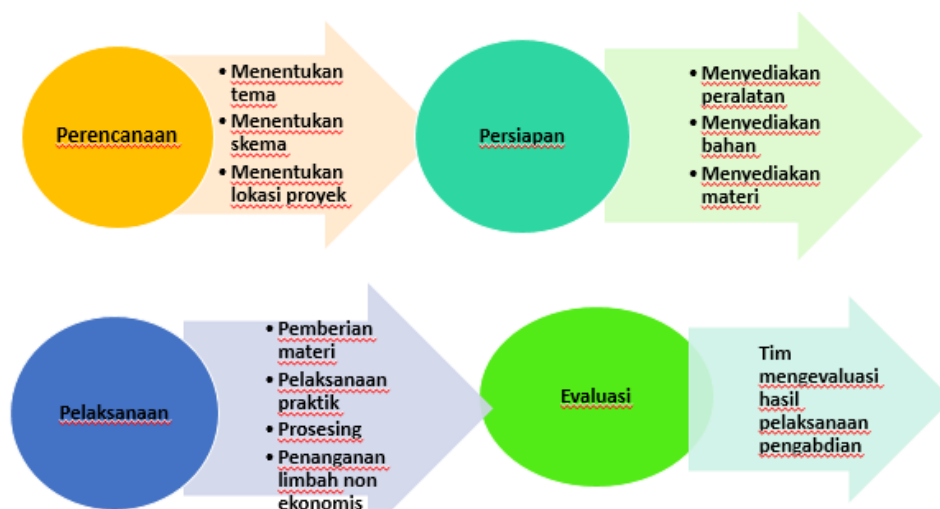 Perencanaan
• Menentukan
tema
• Menentukan
skema
• Menentukan
lokasi proyek
Persiapan
• Menyediakan
peralatan
• Menyediakan
bahan
• Menyediakan
materi
Pelaksanaan
• Pemberian
materi
• Pelaksanaan
praktik
• Prosesing
• Penanganan
limbah non
ekonomis
Evaluasi
Tim
mengevaluasi
hasil
pelaksanaan
pengabdian